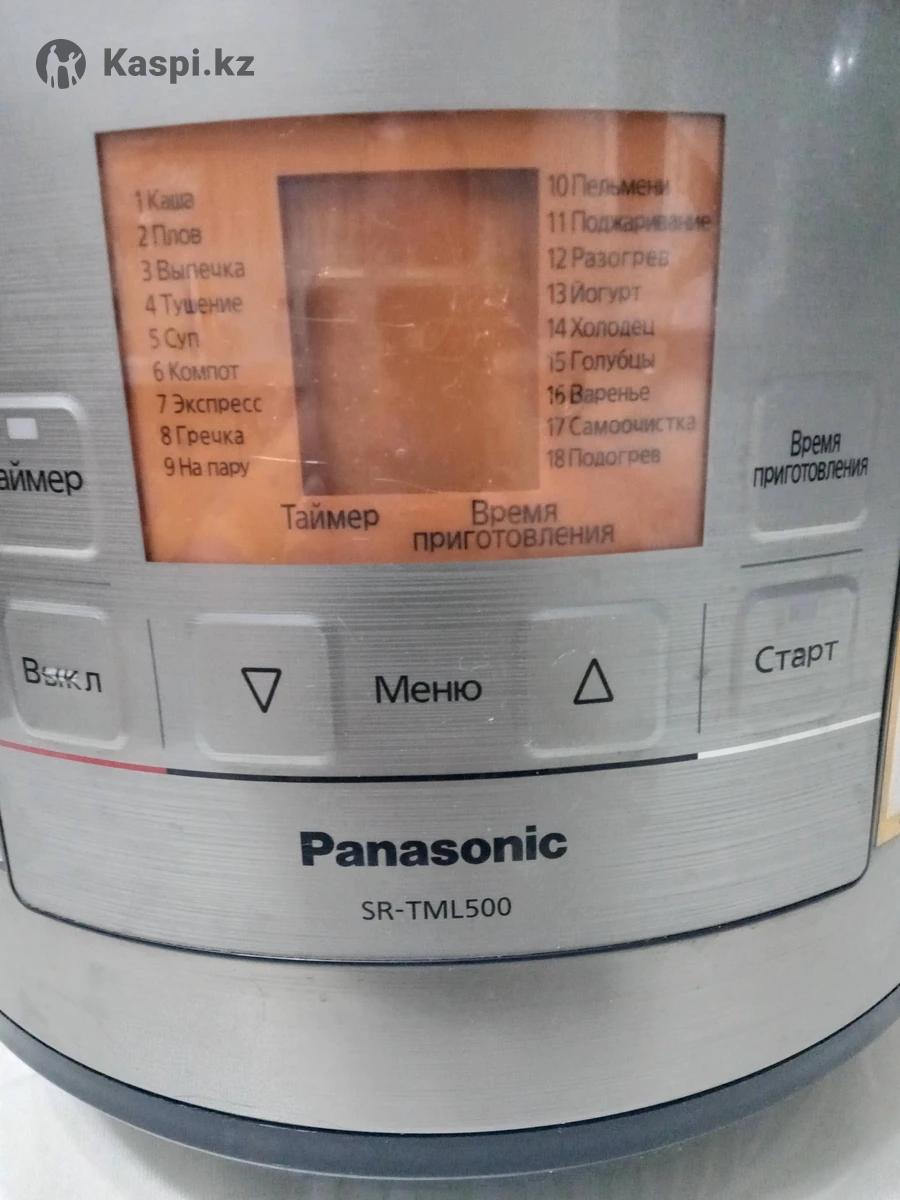 Kaspi.kz
1 Каша
2 Плов
3 Выпечка
4 Тушение
5 Суп
6 Компот
7 Экспресс
8 Гречка
9 На пару
10 Пельмени
11 Поджаривание
12 Разогрев
13 Йогурт
14 Холодец
15 Голубцы
16 Варенье
17 Самоочистка
18 Подогрев
Таймер
Время
приготовления
аймер
Время
приготовления
Выкл
Меню
Старт
Panasonic
SR-TML500